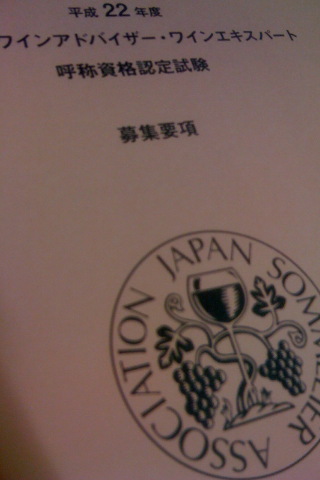 平成 22 年度
ワインアドバイザー・ワインエキスパート
呼称資格認定試験
募集要項
JAPAN SOMMELIER ASSOCIATION